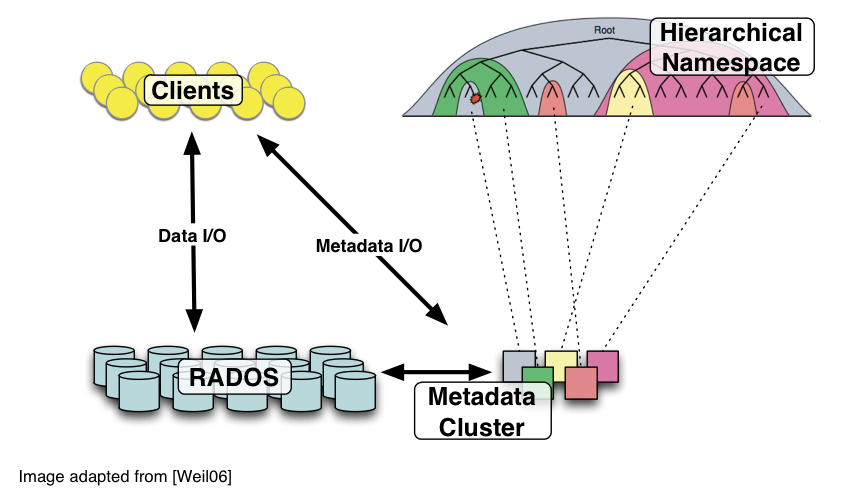 Root
Hierarchical
Namespace
Clients
Data I/O
Metadata I/O
RADOS
Metadata
Cluster
Image adapted from [Weil06]